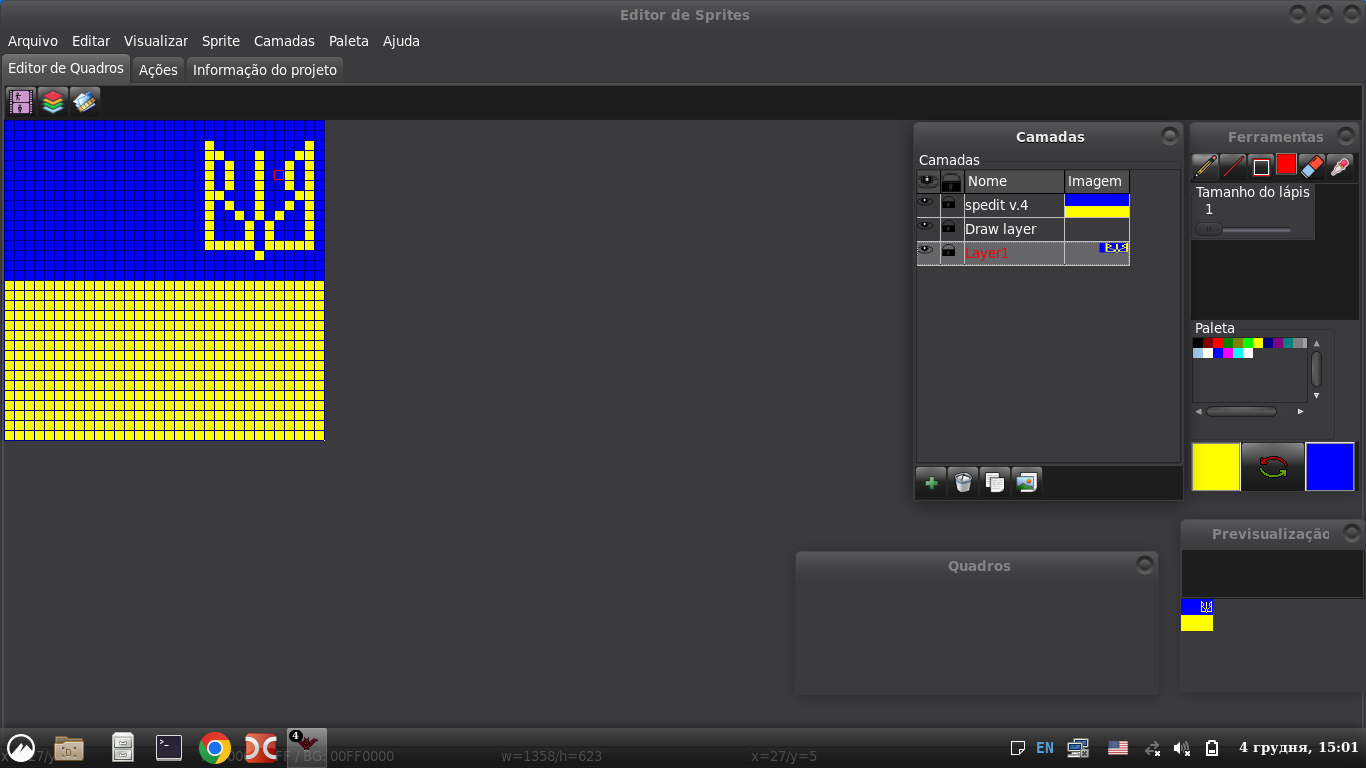 Editor de Sprites
Arquivo Editar Visualizar Sprite Camadas Paleta Ajuda
Editor de Quadros Ações Informação do projeto
Camadas
Ferramentas
Camadas
Nome Imagem
spedit v.4
Draw layer
Layer1
Tamanho do lápis
1
Paleta
Previsualização
Quadros
4
FF / BG: 00FF0000 w=1358/h=623 x=27/y=5
EN
4 грудня, 15:01